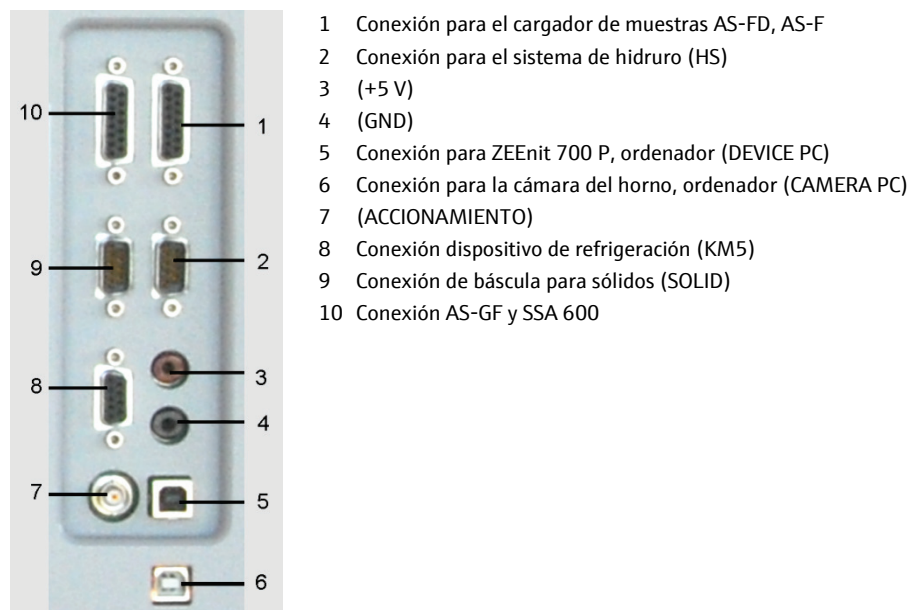 10
1
9
2
8
3
4
7
5
6
1 Conexión para el cargador de muestras AS-FD, AS-F
2 Conexión para el sistema de hidruro (HS)
3 (+5 V)
4 (GND)
5 Conexión para ZEEnit 700 P, ordenador (DEVICE PC)
6 Conexión para la cámara del horno, ordenador (CAMERA PC)
7 (ACCIONAMIENTO)
8 Conexión dispositivo de refrigeración (KM5)
9 Conexión de báscula para sólidos (SOLID)
10 Conexión AS-GF y SSA 600